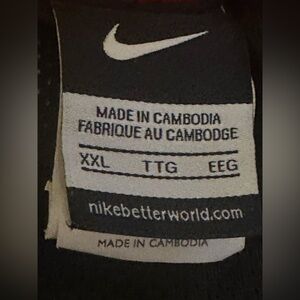 MADE IN CAMBODIA
FABRIQUE AU CAMBODGE
XXL TTG EEG
nikebetterworld.com
MADE IN CAMBODIA